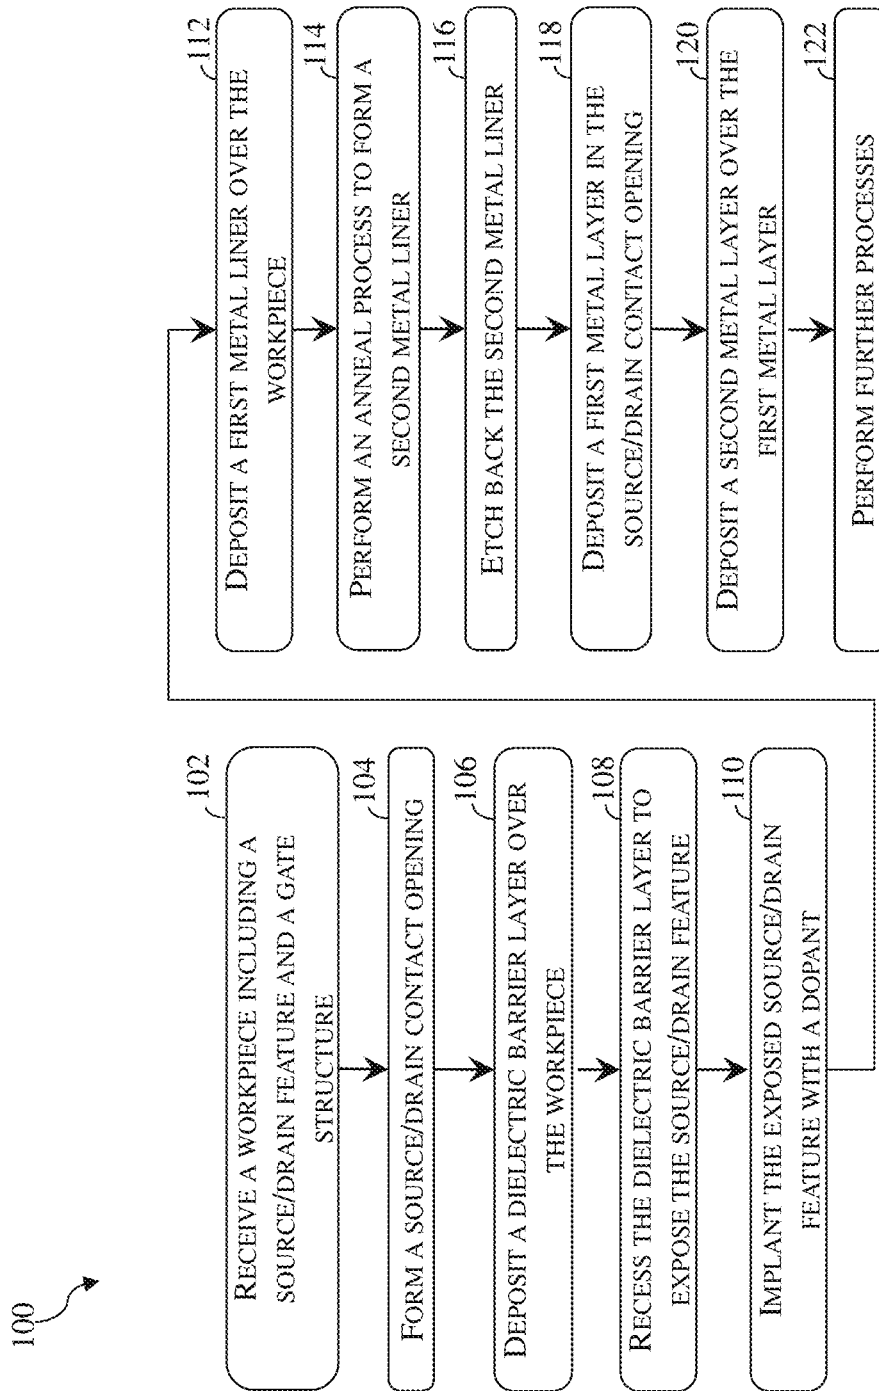 100
102
RECEIVE A WORKPIECE INCLUDING A
SOURCE/DRAIN FEATURE AND A GATE
STRUCTURE
104
FORM A SOURCE/DRAIN CONTACT OPENING
106
DEPOSIT A DIELECTRIC BARRIER LAYER OVER
THE WORKPIECE
108
RECESS THE DIELECTRIC BARRIER LAYER TO
EXPOSE THE SOURCE/DRAIN FEATURE
110
IMPLANT THE EXPOSED SOURCE/DRAIN
FEATURE WITH A DOPANT
112
DEPOSIT A FIRST METAL LINER OVER THE
WORKPIECE
114
PERFORM AN ANNEAL PROCESS TO FORM A
SECOND METAL LINER
116
ETCH BACK THE SECOND METAL LINER
118
DEPOSIT A FIRST METAL LAYER IN THE
SOURCE/DRAIN CONTACT OPENING
120
DEPOSIT A SECOND METAL LAYER OVER THE
FIRST METAL LAYER
122
PERFORM FURTHER PROCESSES